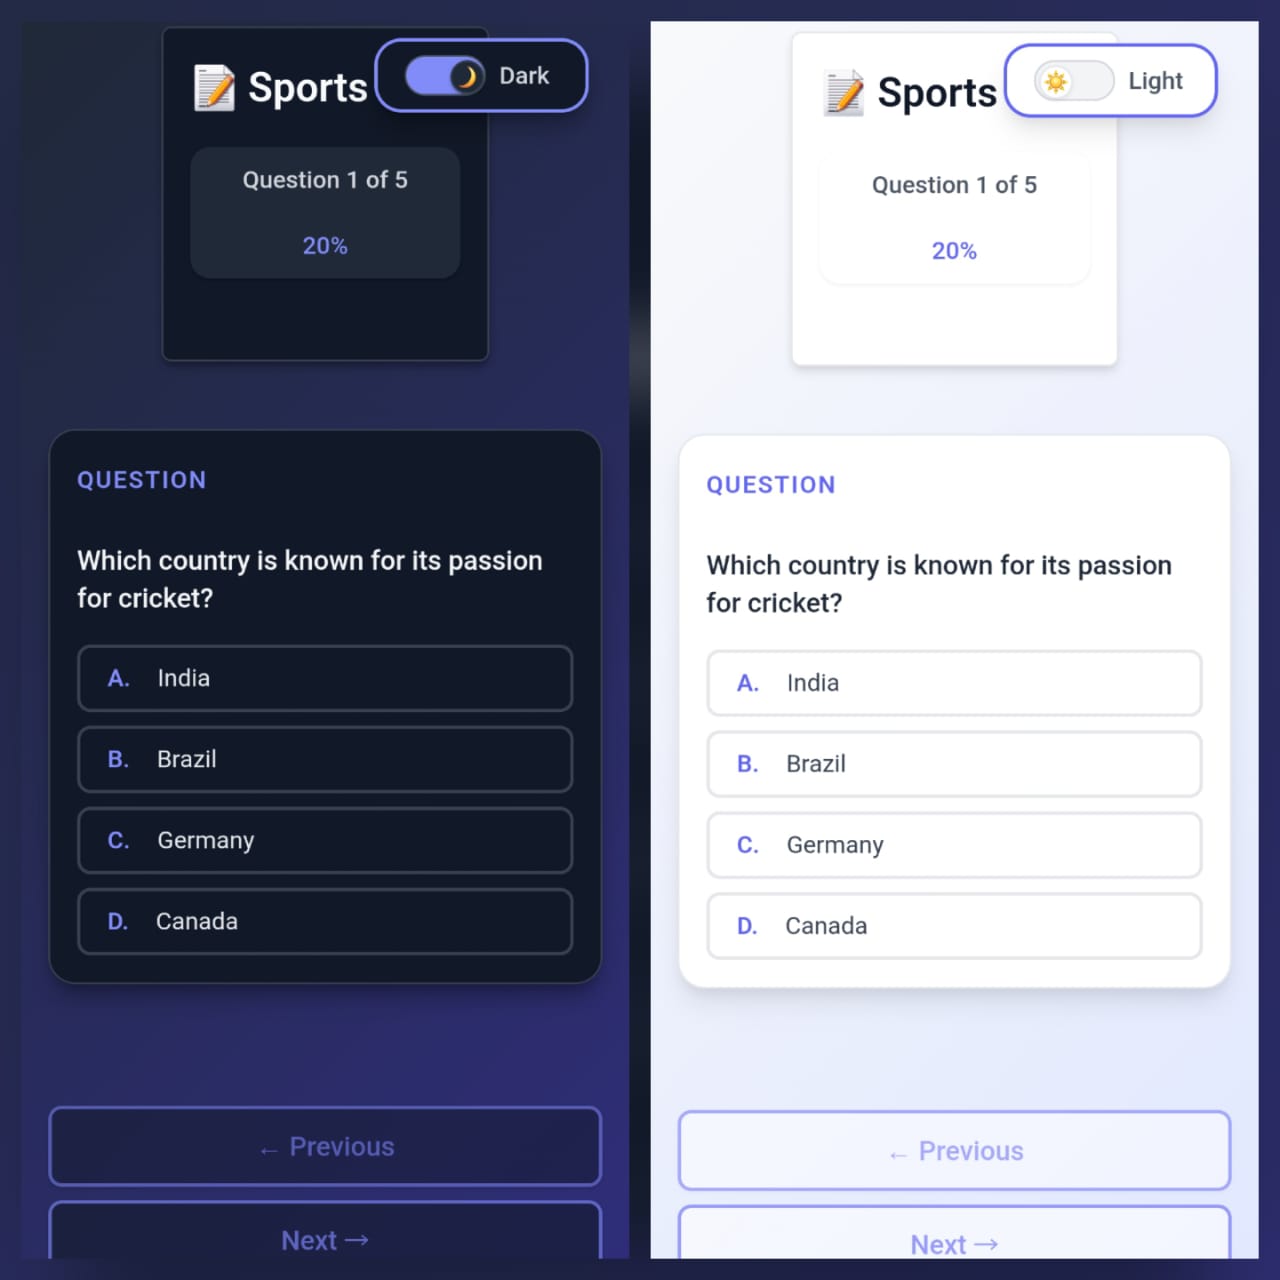 Sports
Dark
Question 1 of 5
20%
QUESTION
Which country is known for its passion
for cricket?
A. India
B. Brazil
C. Germany
D. Canada
← Previous
Next →
Sports
Light
Question 1 of 5
20%
QUESTION
Which country is known for its passion
for cricket?
A. India
B. Brazil
C. Germany
D. Canada
← Previous
Next →